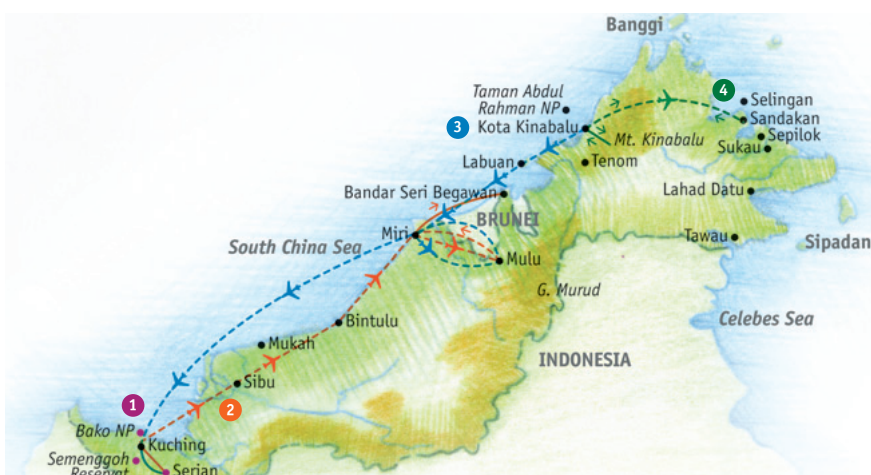 Banggi
4
Taman Abdul
Rahman NP
Selingan
3
Kota Kinabalu
Sandakan
Mt. Kinabalu
Sepilok
Sukau
Labuan
Tenom
Bandar Seri Begawan
Lahad Datu
BRUNEI
Miri
South China Sea
Tawau
Sipadan
Mulu
G. Murud
Bintulu
Celebes Sea
Mukah
INDONESIA
Sibu
1
2
Bako NP
Kuching
Semenggoh
Reservat
Serian